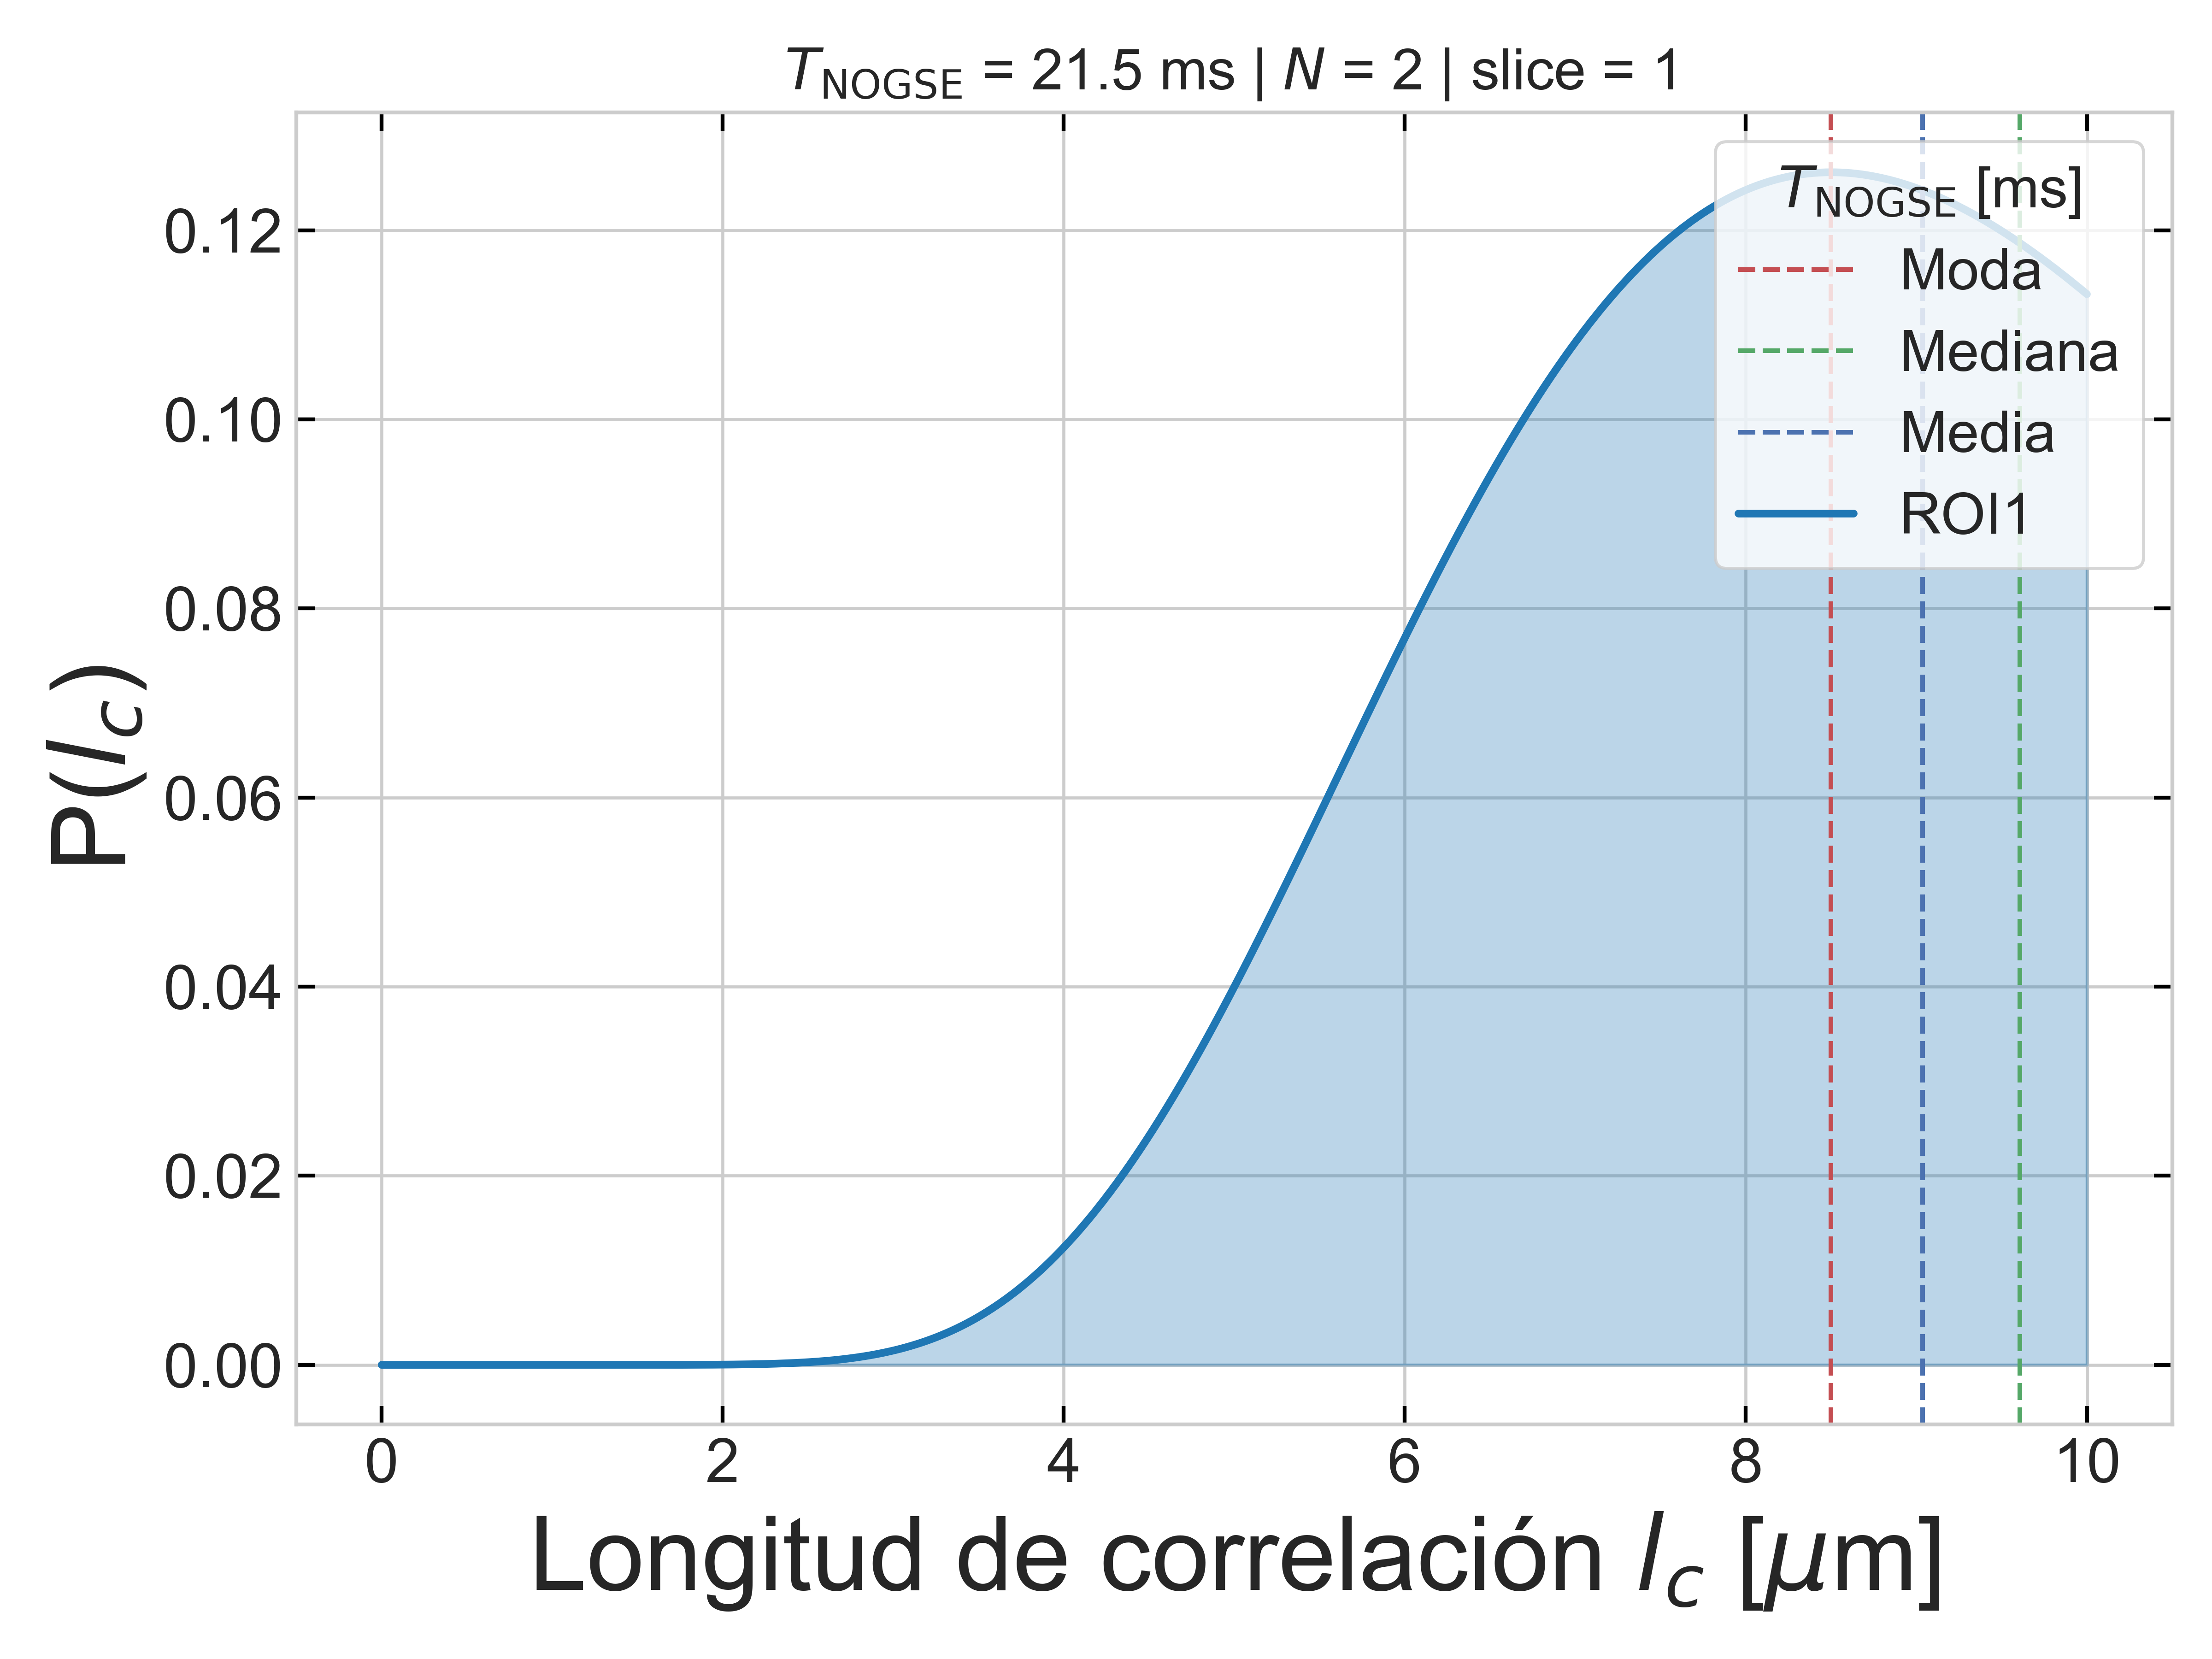 T_NOGSE = 21.5 ms | N = 2 | slice = 1
T_NOGSE [ms]
Moda
Mediana
Media
ROI1
P(l_c)
0.12
0.10
0.08
0.06
0.04
0.02
0.00
0 2 4 6 8 10
Longitud de correlación l_c [μm]